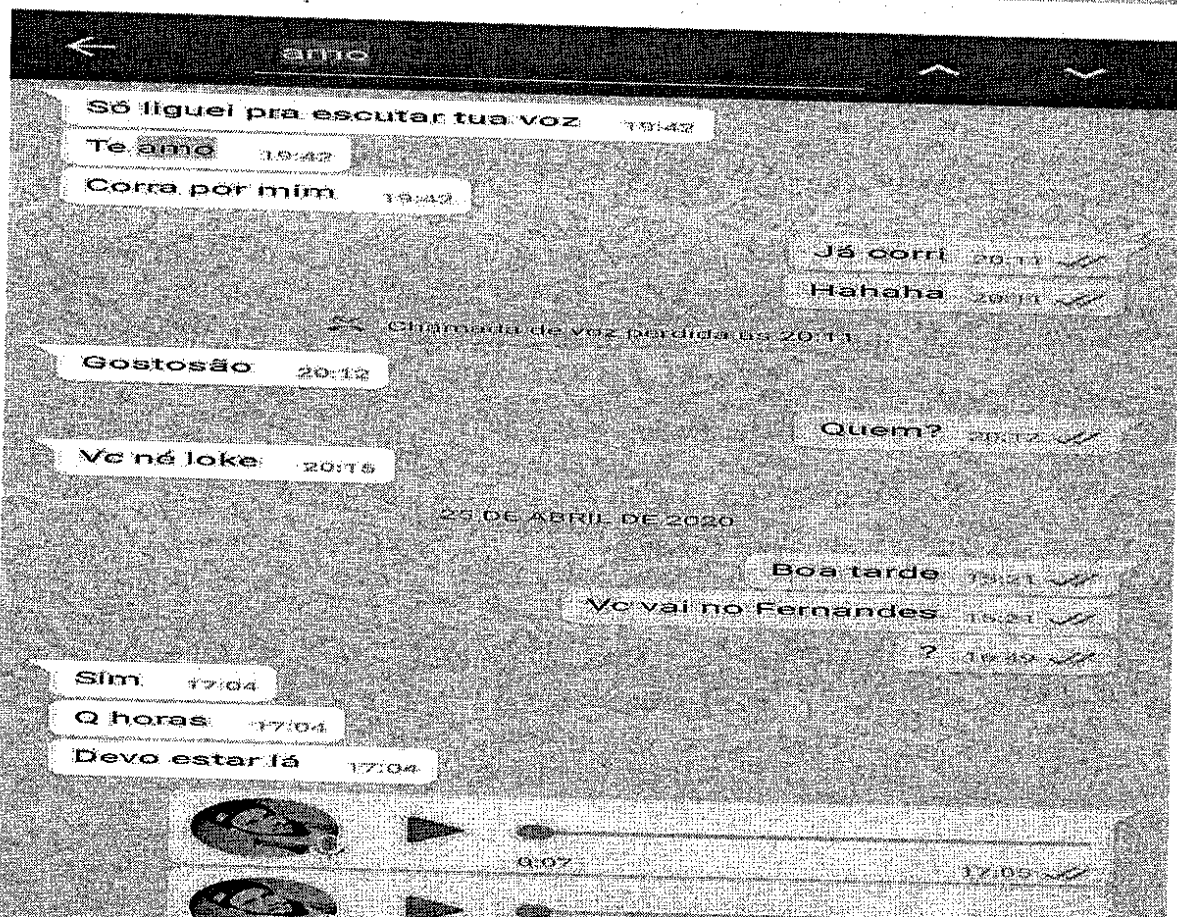 amo
Só liguei pra escutar tua voz 19:42
Te amo 19:42
Corra por mim 19:42
Já corri 20:11
Hahaha 20:11
Chamada de voz perdida às 20:11
Gostosão 20:12
Quem? 20:12
Vc né loke 20:15
25 DE ABRIL DE 2020
Boa tarde 15:21
Vc vai no Fernandes 15:21
? 16:49
Sim 17:04
Q horas 17:04
Devo estar lá 17:04
0:07 17:05